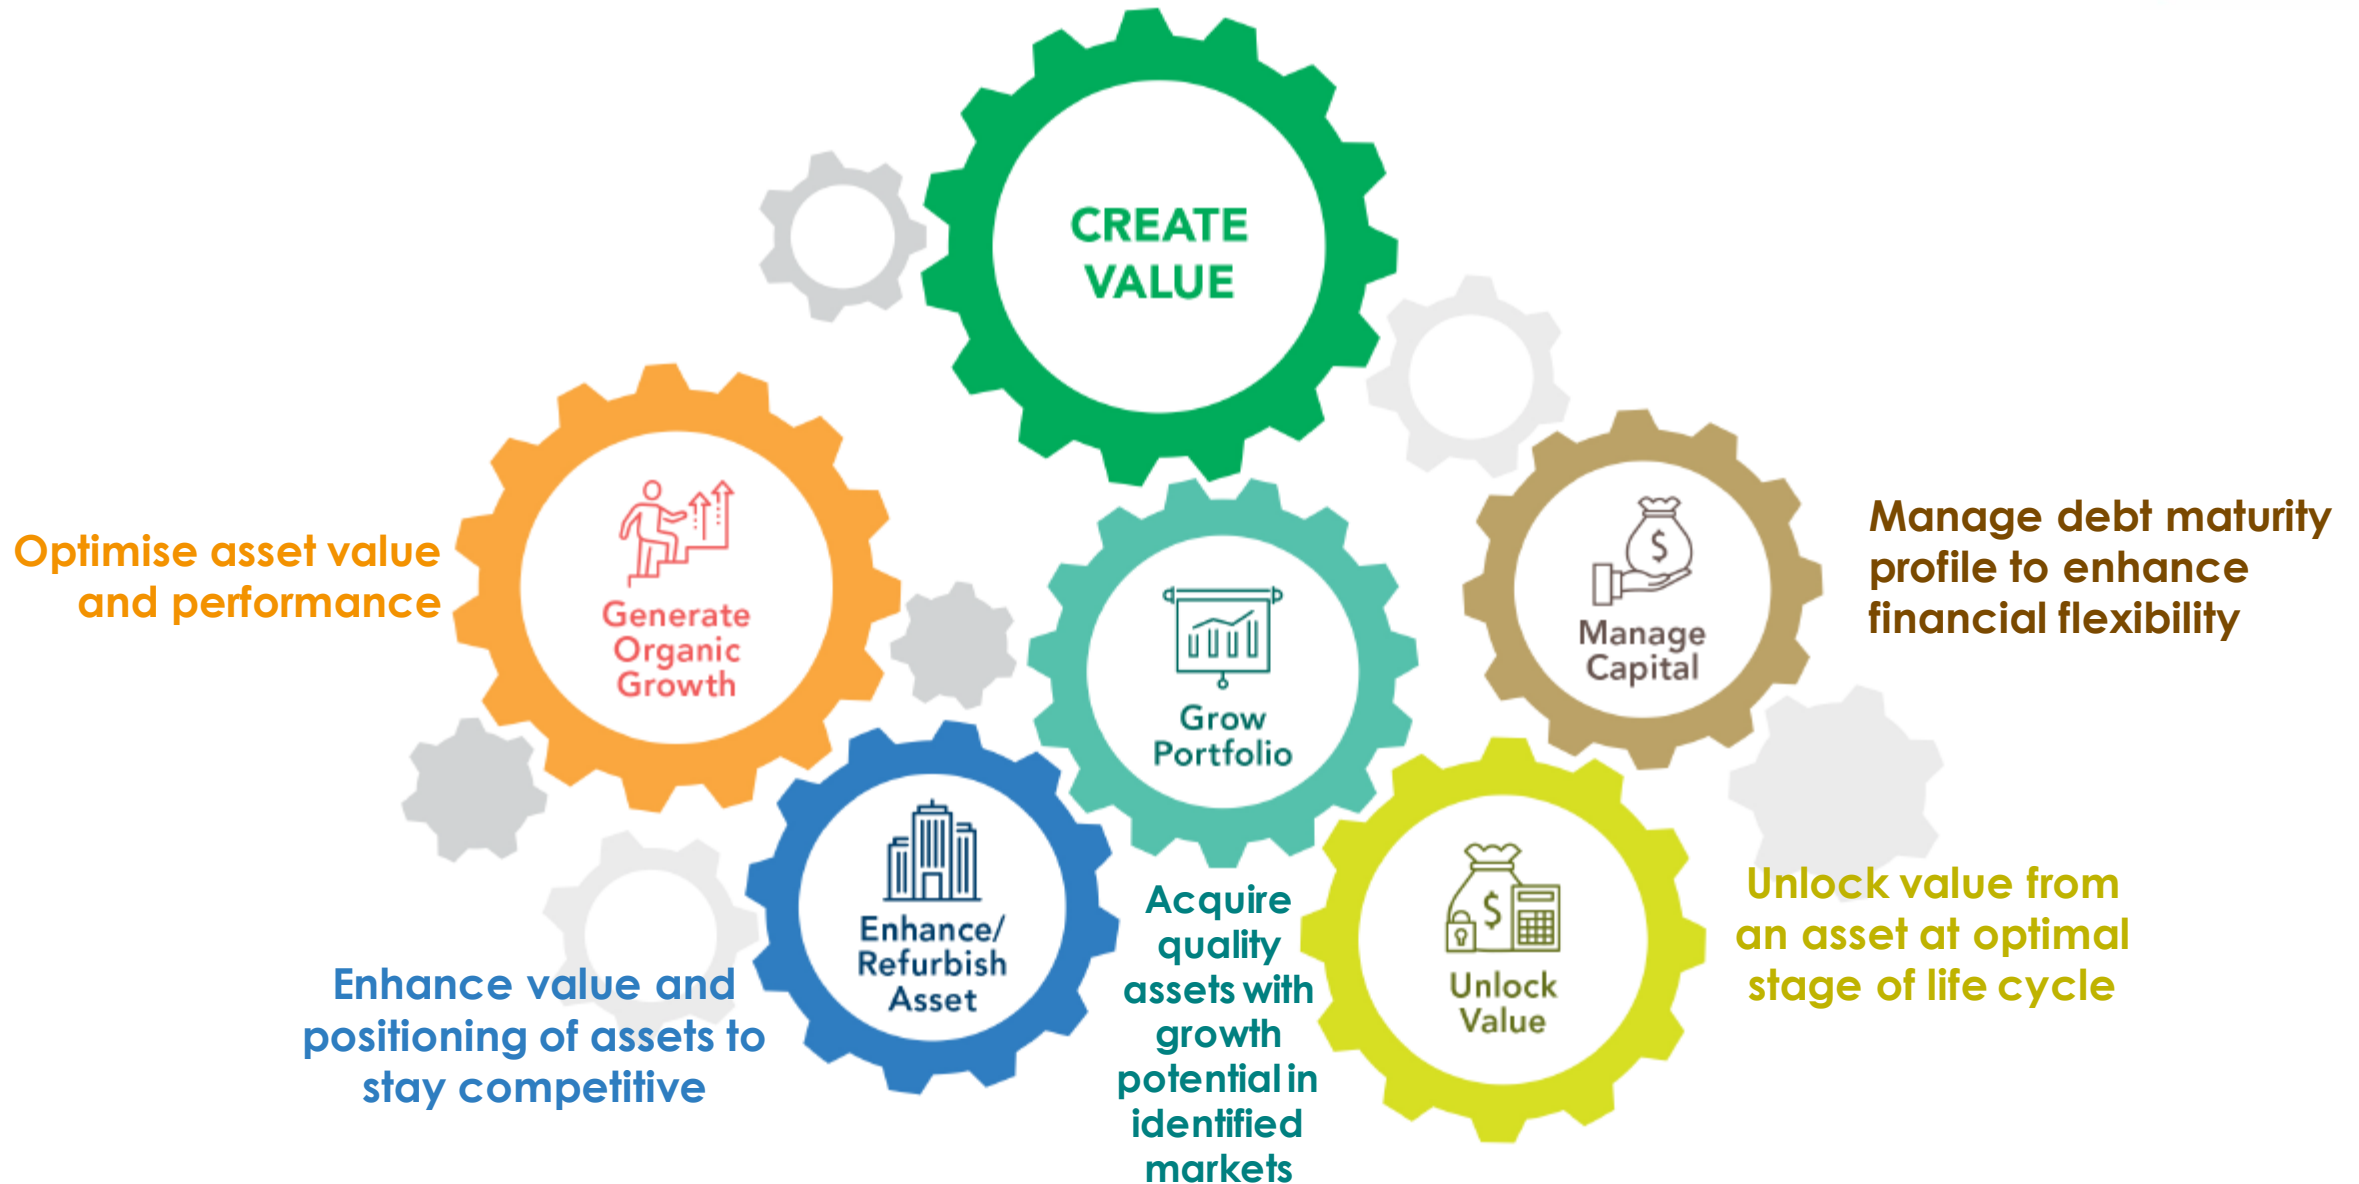 CREATE
VALUE
Optimise asset value
and performance
Generate
Organic
Growth
Grow
Portfolio
Manage
Capital
Manage debt maturity
profile to enhance
financial flexibility
Enhance/
Refurbish
Asset
Enhance value and
positioning of assets to
stay competitive
Acquire
quality
assets with
growth
potential in
identified
markets
$
Unlock
Value
$
Unlock value from
an asset at optimal
stage of life cycle